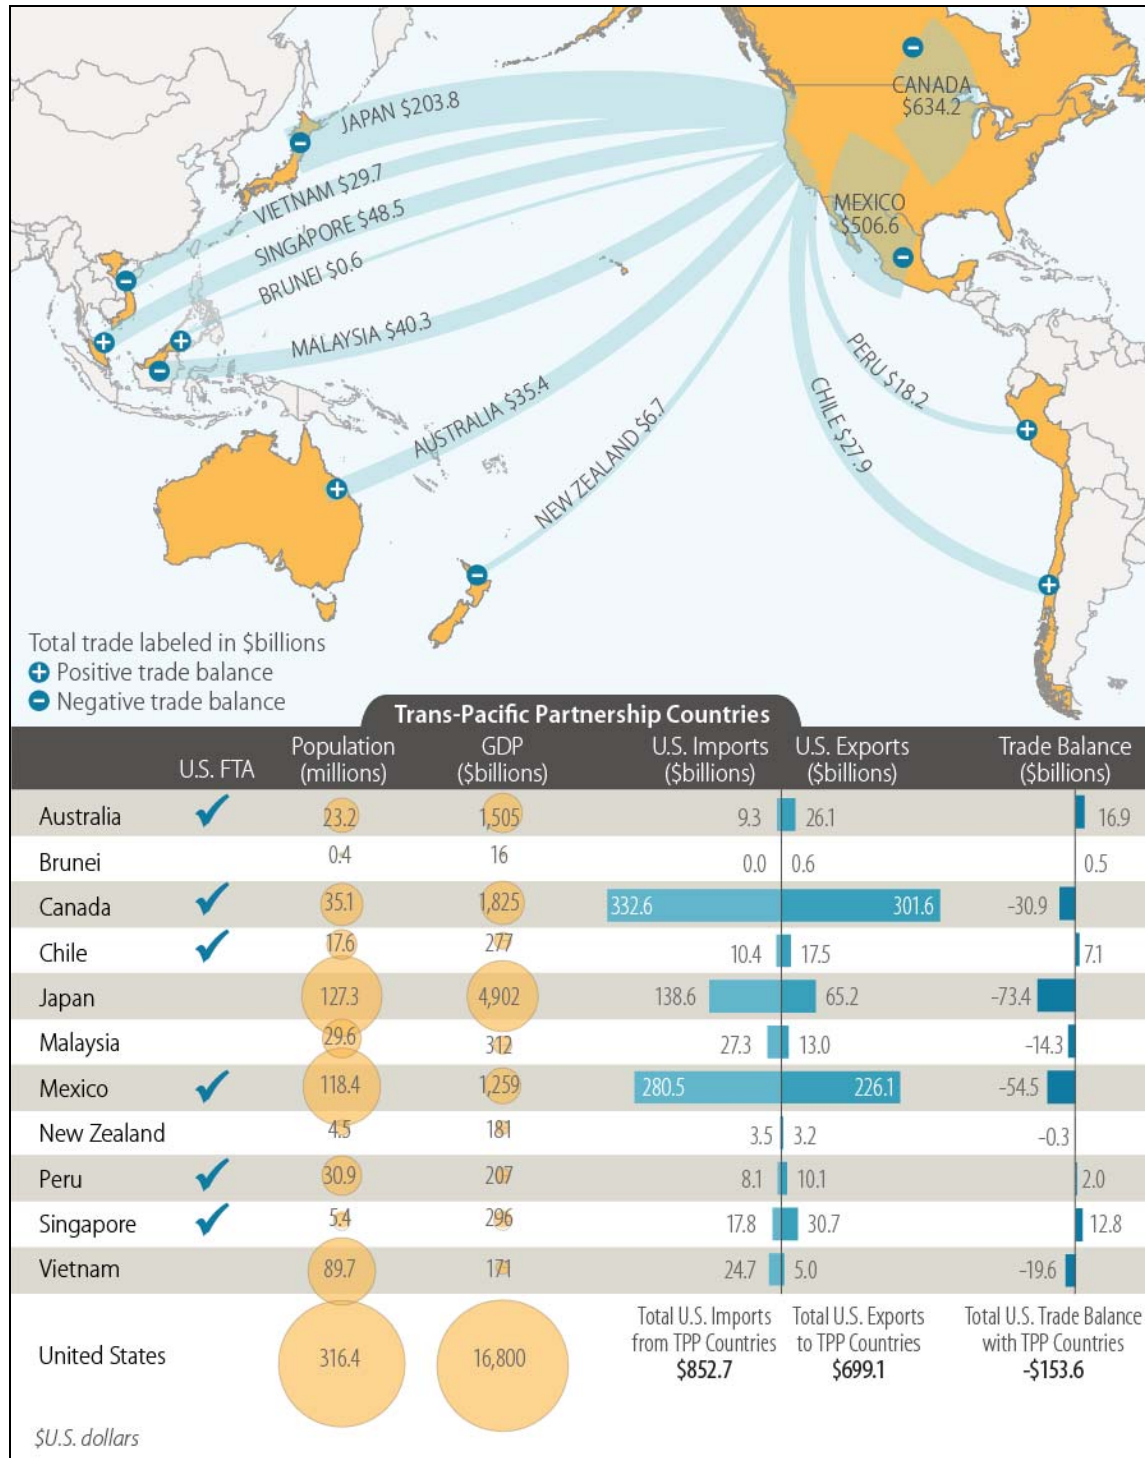 CANADA
$634.2
JAPAN $203.8
VIETNAM $29.7
SINGAPORE $48.5
BRUNEI $0.6
MALAYSIA $40.3
AUSTRALIA $35.4
NEW ZEALAND $6.7
MEXICO
$506.6
PERU $18.2
CHILE $27.9
Total trade labeled in $billions
+ Positive trade balance
− Negative trade balance
Trans-Pacific Partnership Countries
Population GDP U.S. Imports U.S. Exports Trade Balance
U.S. FTA (millions) ($billions) ($billions) ($billions) ($billions)
Australia ✓ 23.2 1,505 9.3 26.1 16.9
Brunei 0.4 16 0.0 0.6 0.5
Canada ✓ 35.1 1,825 332.6 301.6 -30.9
Chile ✓ 17.6 277 10.4 17.5 7.1
Japan 127.3 4,902 138.6 65.2 -73.4
Malaysia 29.6 312 27.3 13.0 -14.3
Mexico ✓ 118.4 1,259 280.5 226.1 -54.5
New Zealand 4.5 181 3.5 3.2 -0.3
Peru ✓ 30.9 207 8.1 10.1 2.0
Singapore ✓ 5.4 296 17.8 30.7 12.8
Vietnam 89.7 171 24.7 5.0 -19.6
Total U.S. Imports Total U.S. Exports Total U.S. Trade Balance
United States 316.4 16,800 from TPP Countries to TPP Countries with TPP Countries
$852.7 $699.1 -$153.6
$U.S. dollars